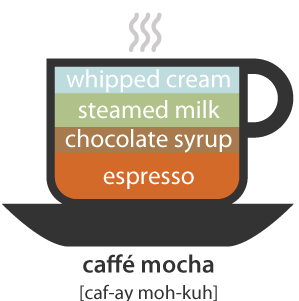 whipped cream
steamed milk
chocolate syrup
espresso
caffé mocha
[caf-ay moh-kuh]